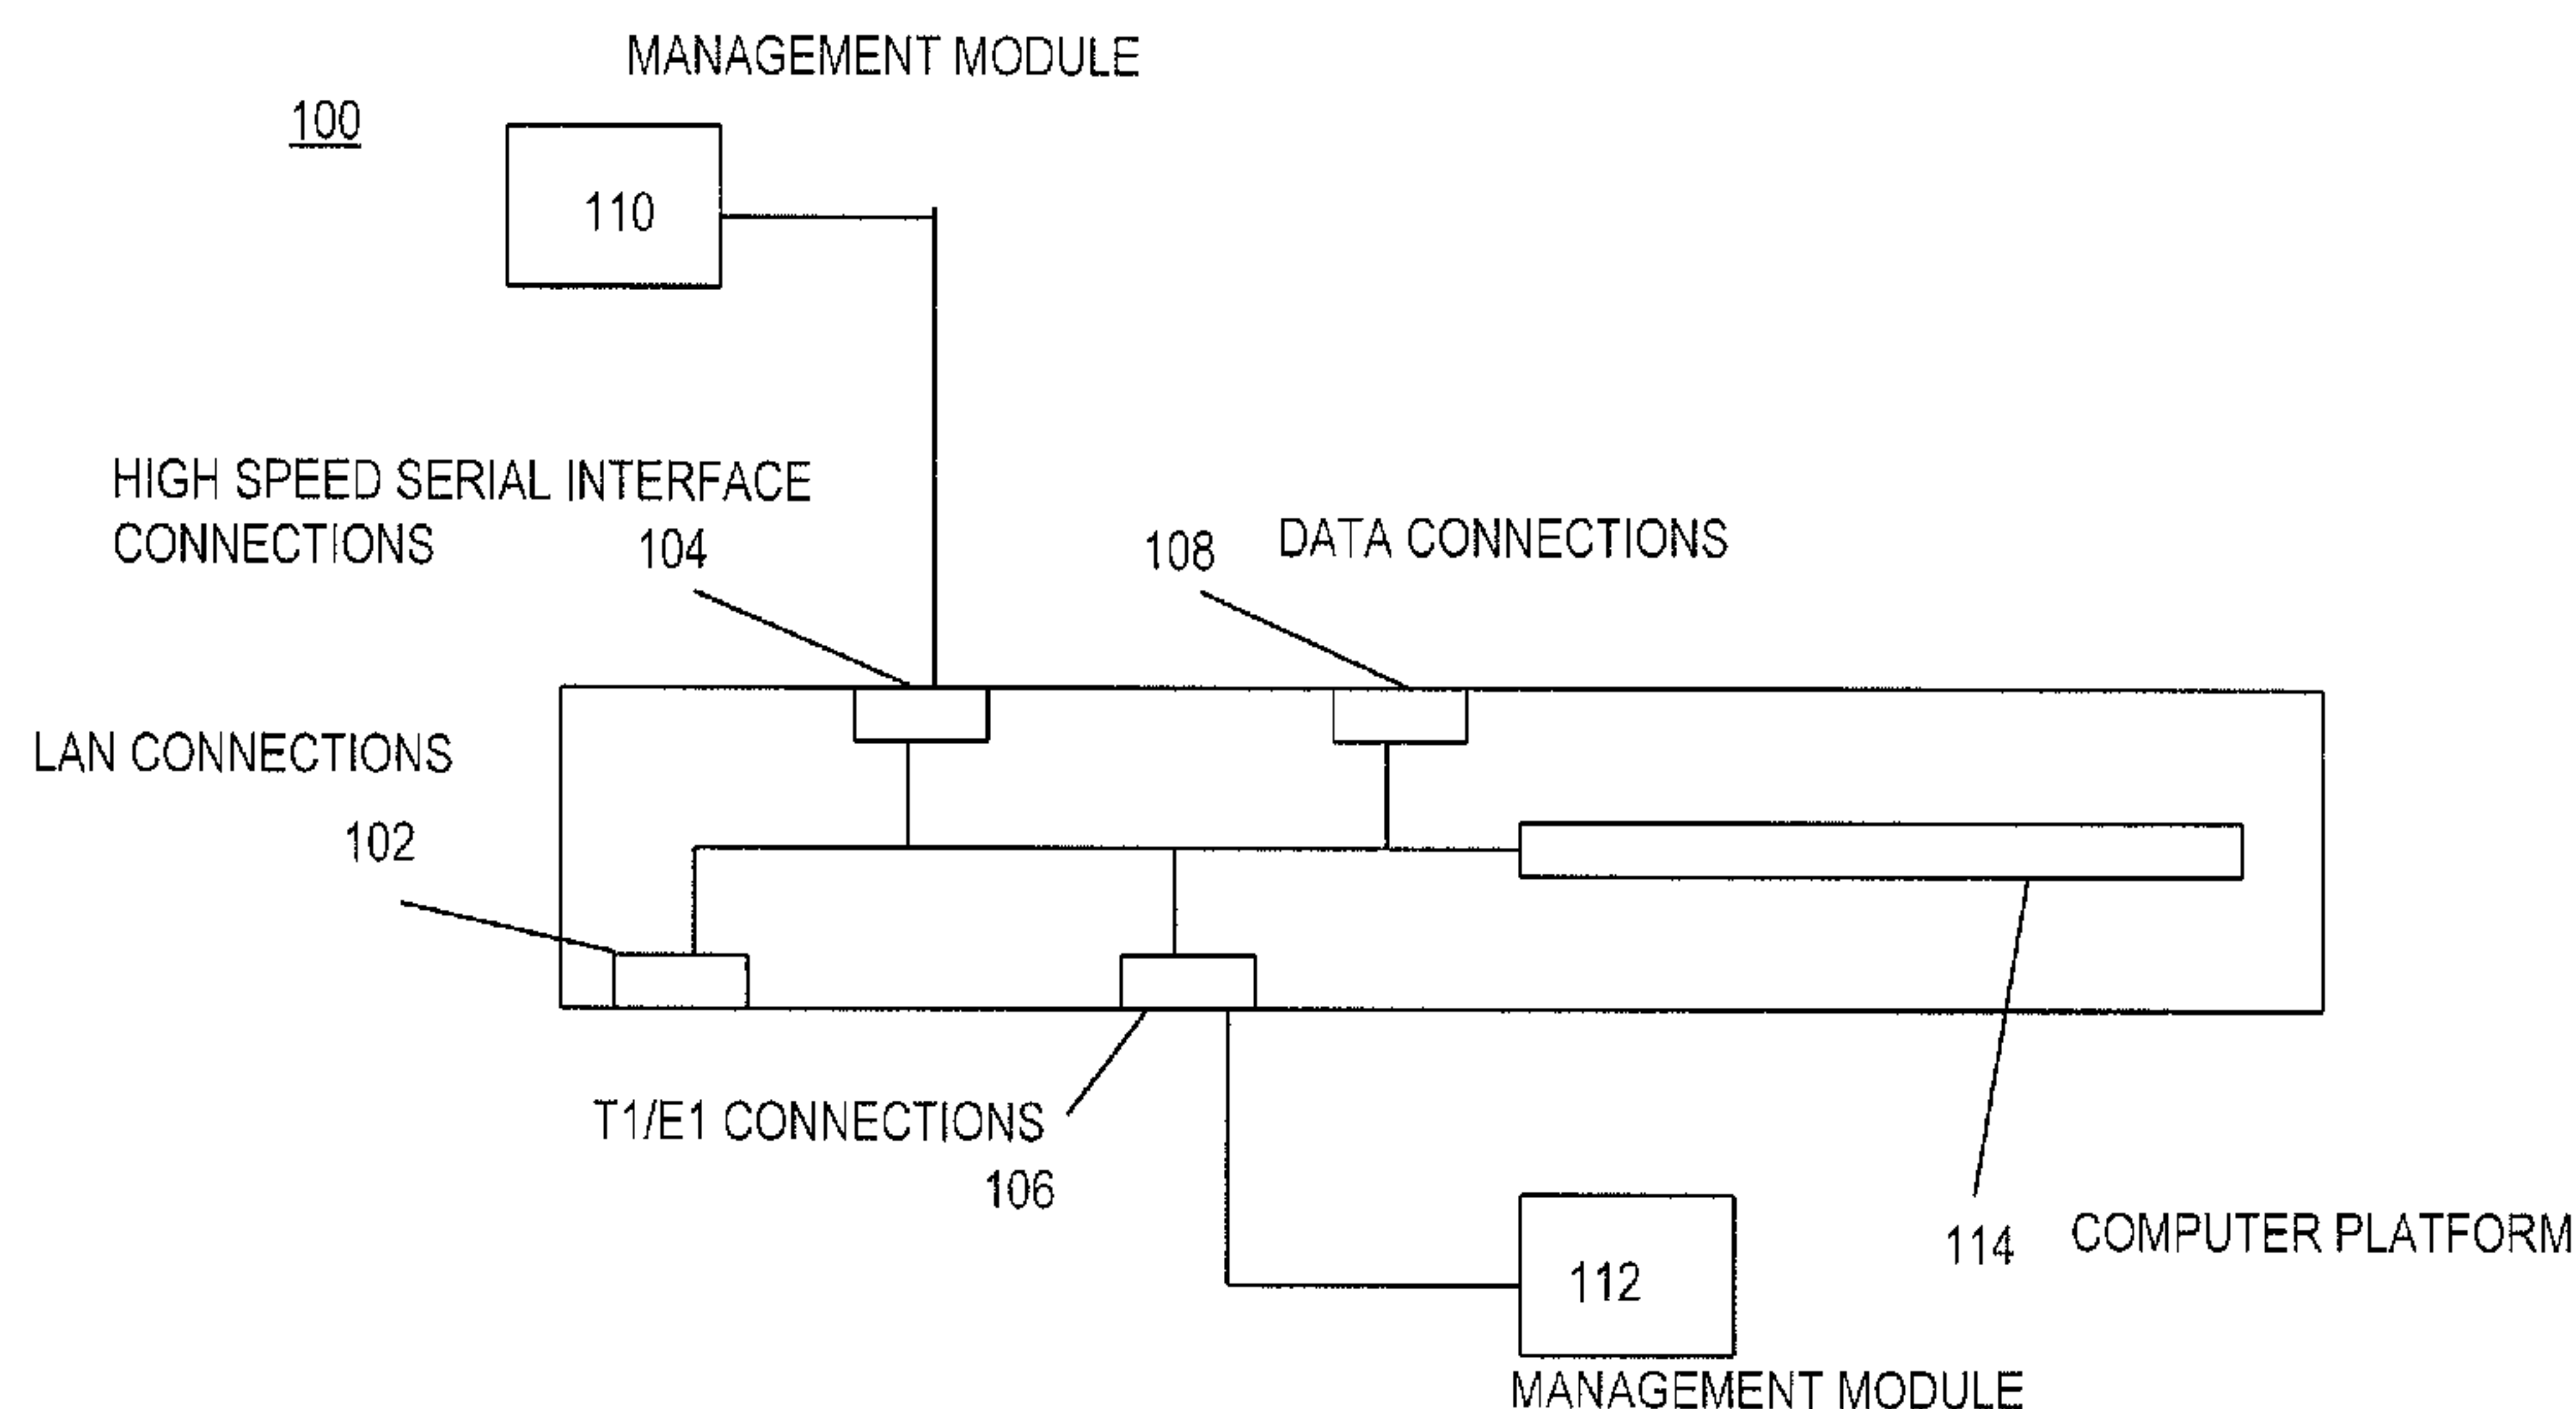 MANAGEMENT MODULE
100
110
HIGH SPEED SERIAL INTERFACE
CONNECTIONS
104
108
DATA CONNECTIONS
LAN CONNECTIONS
102
T1/E1 CONNECTIONS
106
112
114
COMPUTER PLATFORM
MANAGEMENT MODULE